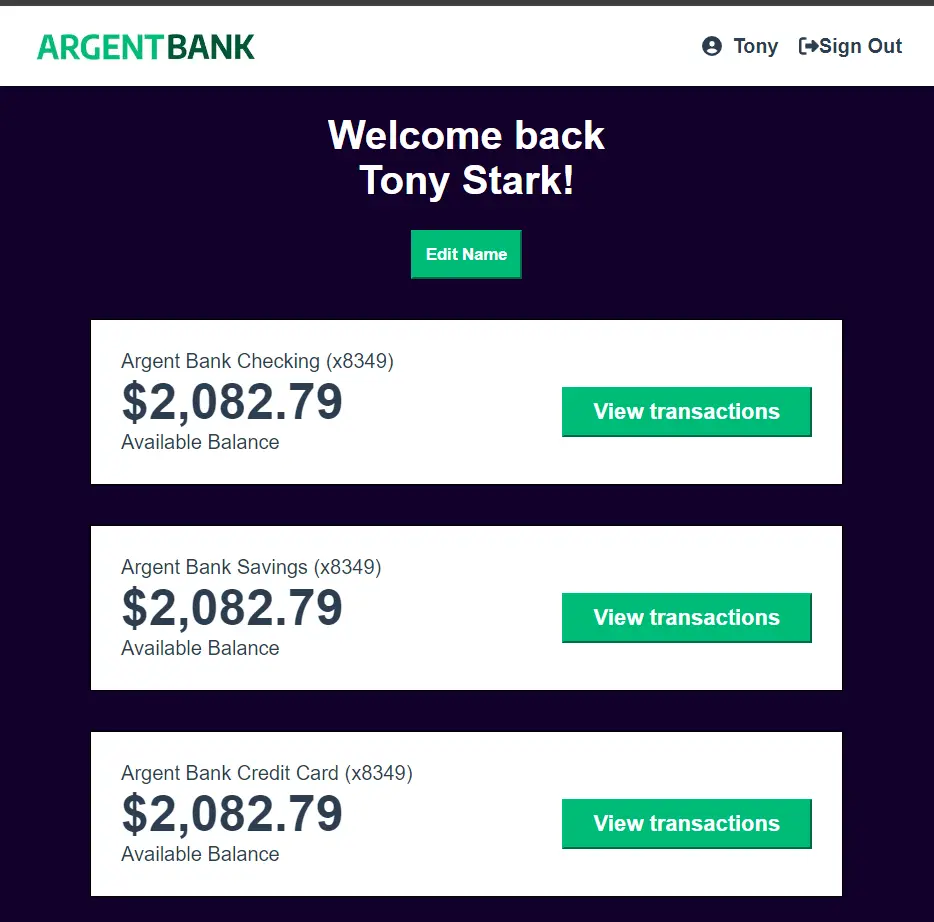 ARGENTBANK
Tony
Sign Out
Welcome back
Tony Stark!
Edit Name
Argent Bank Checking (x8349)
$2,082.79
Available Balance
View transactions
Argent Bank Savings (x8349)
$2,082.79
Available Balance
View transactions
Argent Bank Credit Card (x8349)
$2,082.79
Available Balance
View transactions